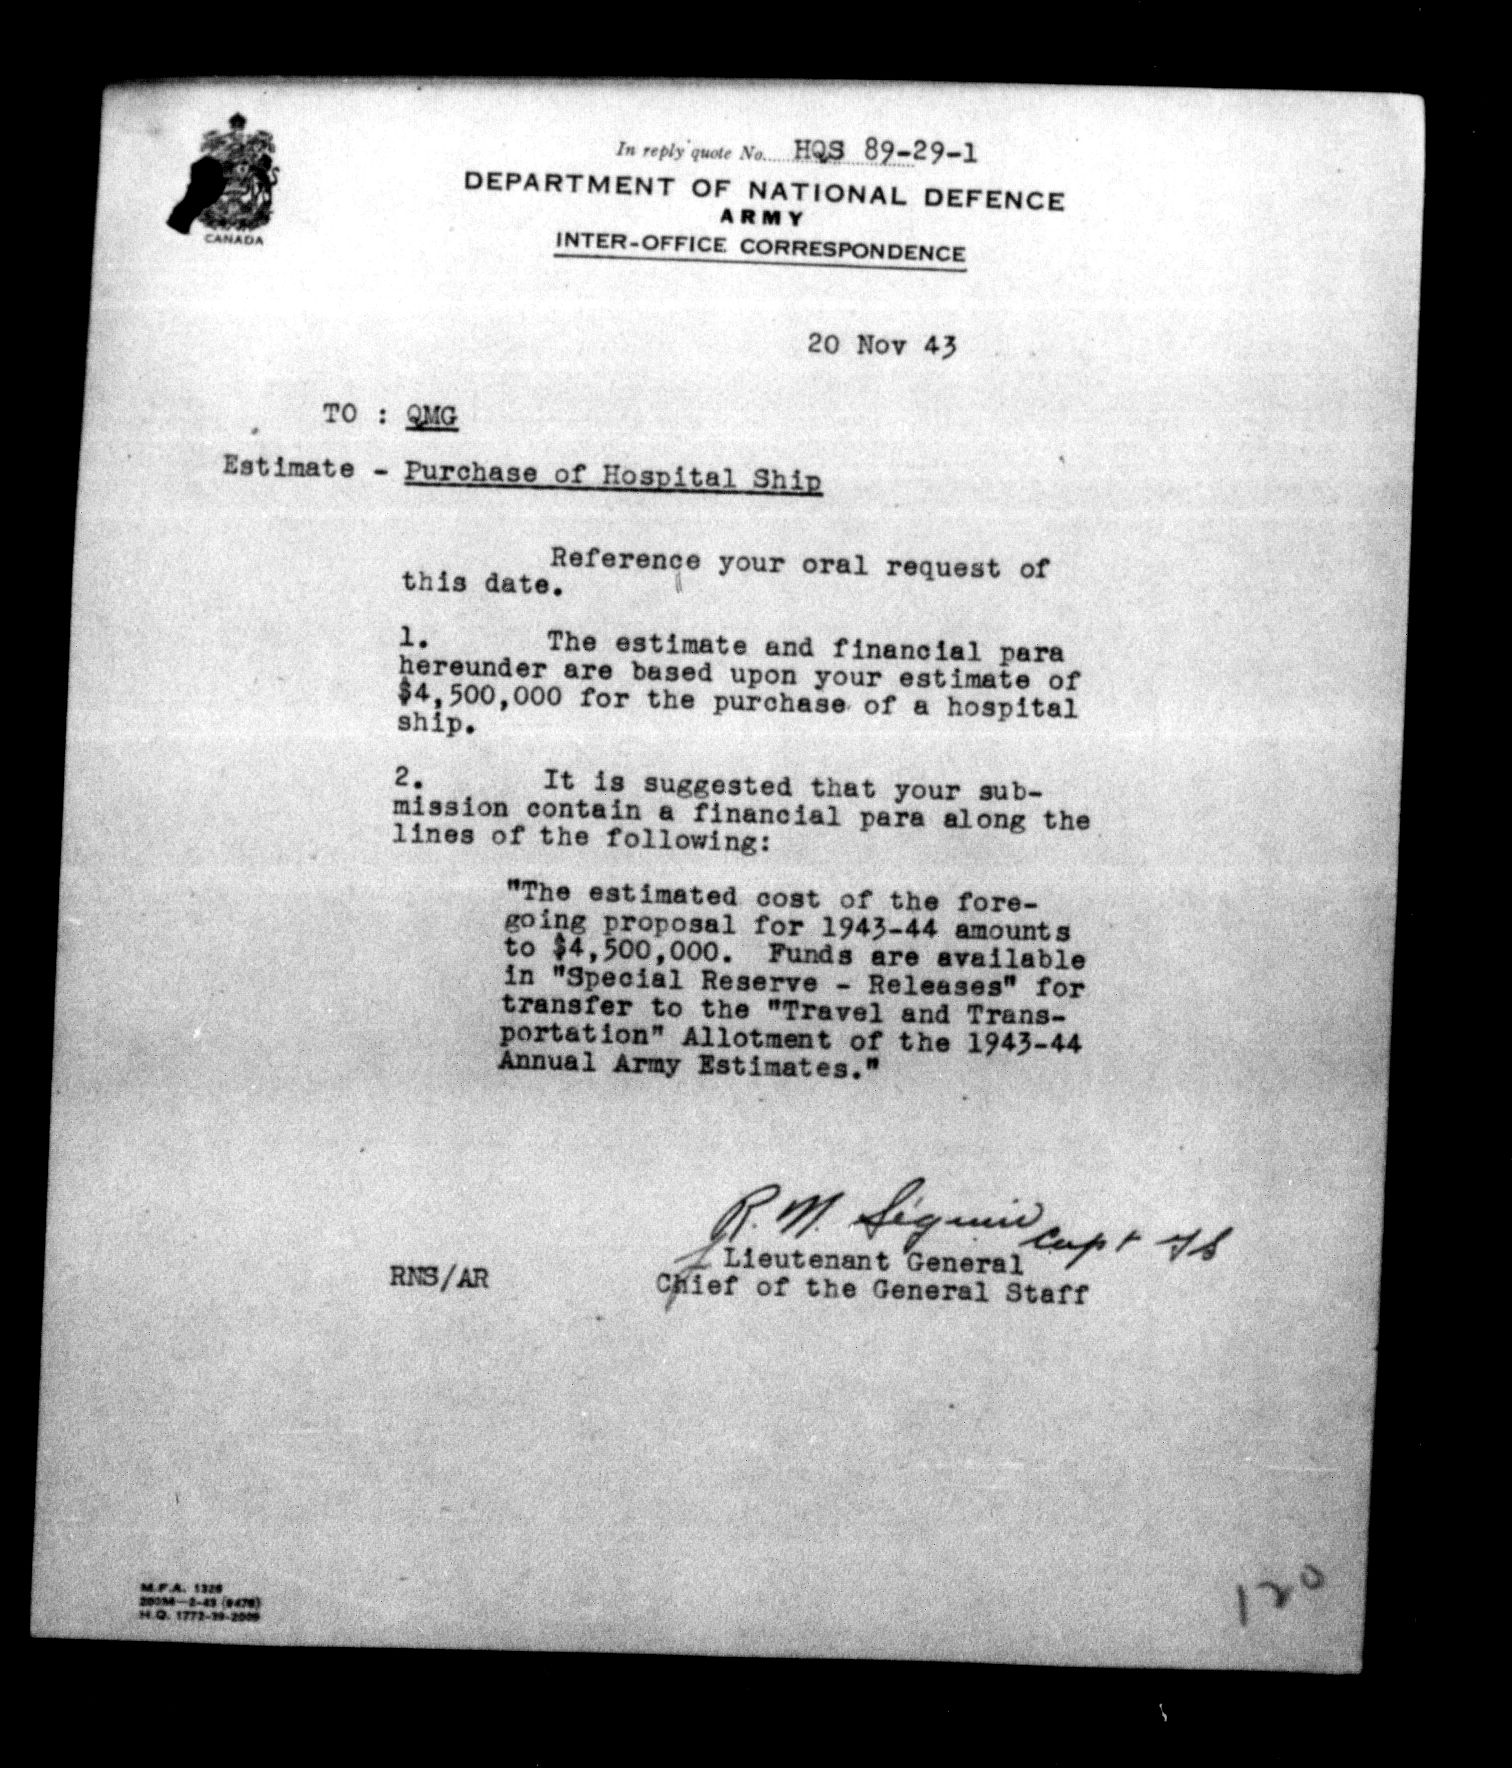 In reply quote No. HQS 89-29-1
DEPARTMENT OF NATIONAL DEFENCE
ARMY
INTER-OFFICE CORRESPONDENCE
CANADA
20 Nov 43
TO : QMG
Estimate - Purchase of Hospital Ship
Reference your oral request of
this date.
1. The estimate and financial para
hereunder are based upon your estimate of
$4,500,000 for the purchase of a hospital
ship.
2. It is suggested that your sub-
mission contain a financial para along the
lines of the following:
"The estimated cost of the fore-
going proposal for 1943-44 amounts
to $4,500,000. Funds are available
in "Special Reserve - Releases" for
transfer to the "Travel and Trans-
portation" Allotment of the 1943-44
Annual Army Estimates."
R. M. Séguin Capt
Lieutenant General
RNS/AR
Chief of the General Staff
M.F.A. 1326
H.Q. 1772-39-
120